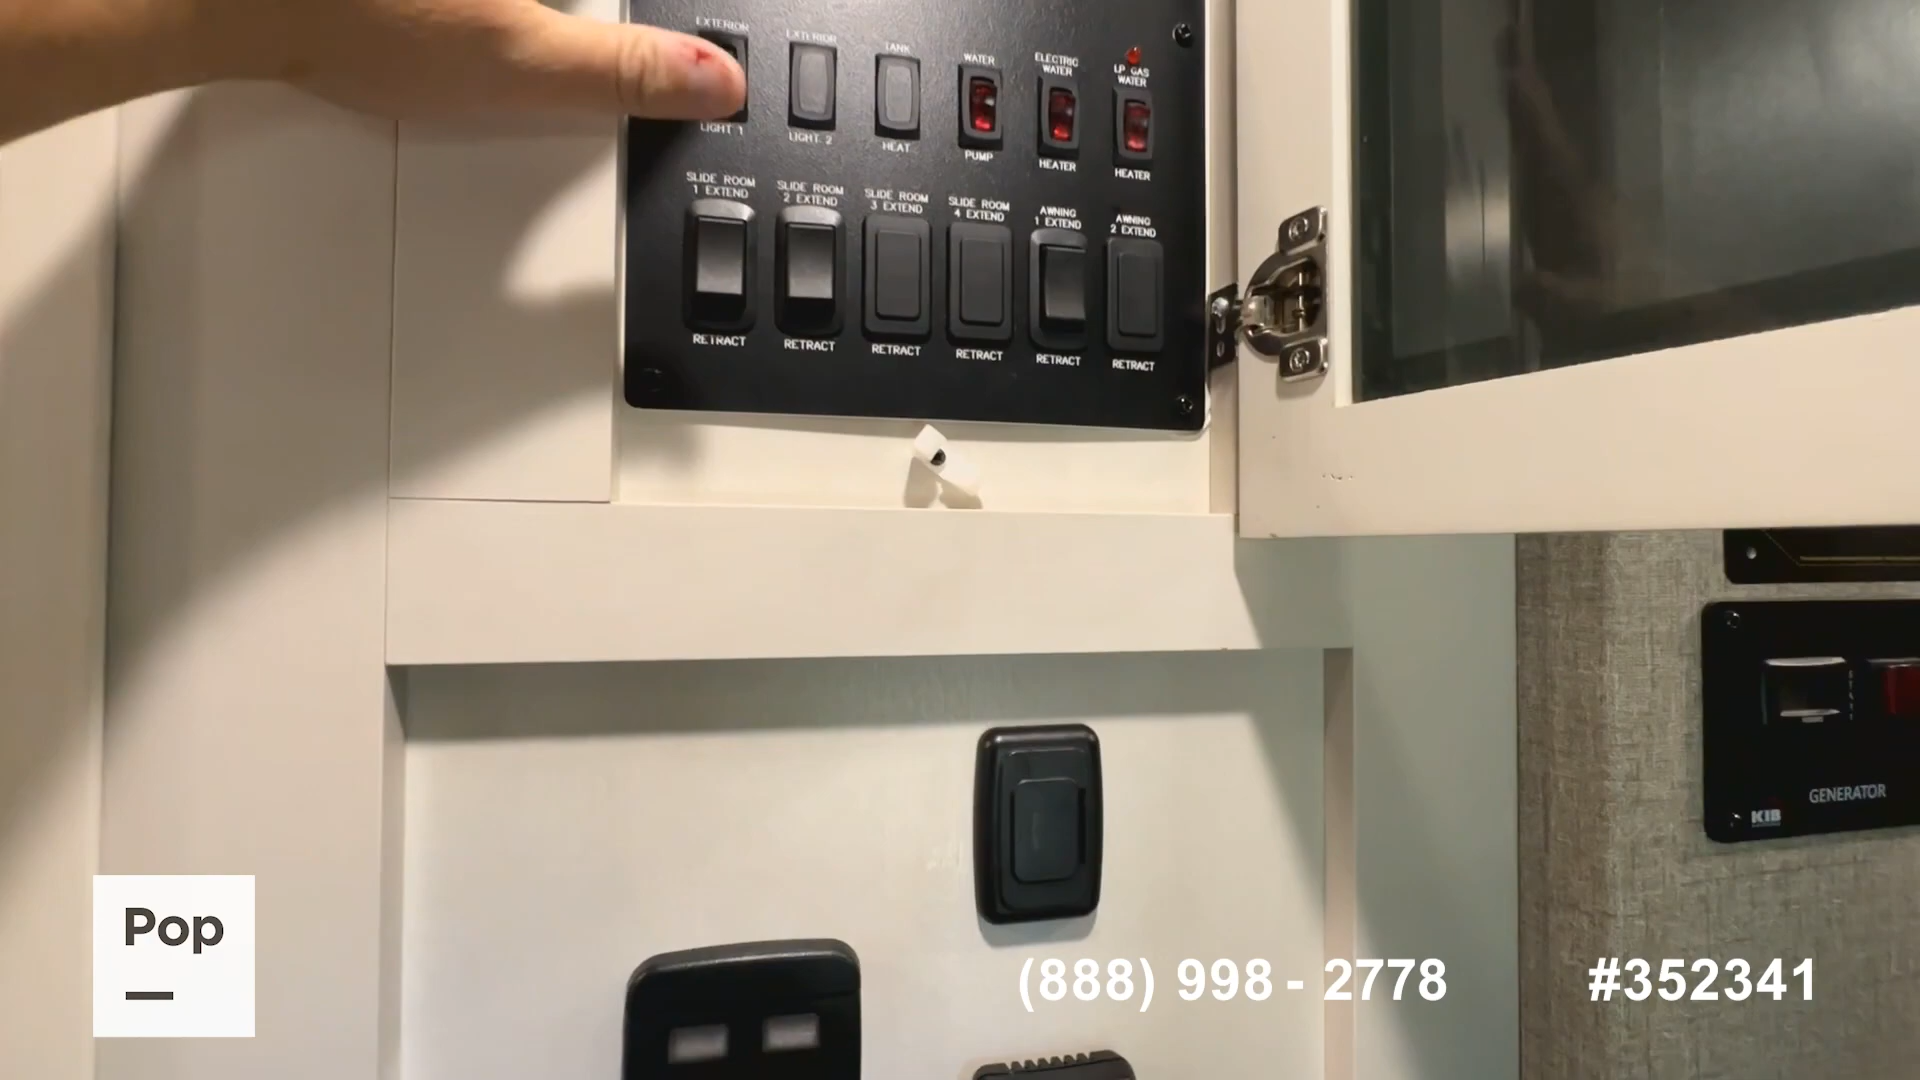 EXTERIOR
LIGHT 1
EXTERIOR
LIGHT 2
TANK
HEAT
WATER
PUMP
ELECTRIC
WATER
HEATER
LP GAS
WATER
HEATER
SLIDE ROOM
1 EXTEND
RETRACT
SLIDE ROOM
2 EXTEND
RETRACT
SLIDE ROOM
3 EXTEND
RETRACT
SLIDE ROOM
4 EXTEND
RETRACT
AWNING
1 EXTEND
RETRACT
AWNING
2 EXTEND
RETRACT
GENERATOR
KIB
Pop
(888) 998 - 2778
#352341